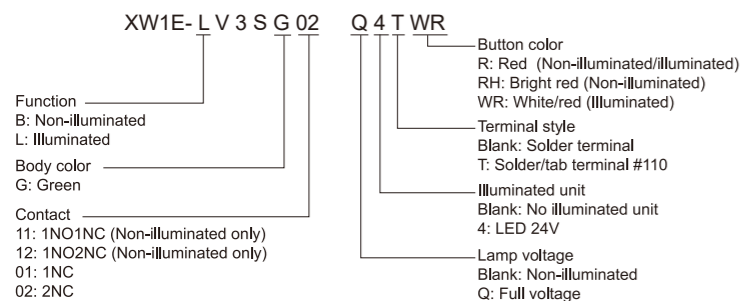 XW1E- L V 3 S G 02 Q 4 T WR
Function
B: Non-illuminated
L: Illuminated
Body color
G: Green
Contact
11: 1NO1NC (Non-illuminated only)
12: 1NO2NC (Non-illuminated only)
01: 1NC
02: 2NC
Button color
R: Red (Non-illuminated/illuminated)
RH: Bright red (Non-illuminated)
WR: White/red (Illuminated)
Terminal style
Blank: Solder terminal
T: Solder/tab terminal #110
Illuminated unit
Blank: No illuminated unit
4: LED 24V
Lamp voltage
Blank: Non-illuminated
Q: Full voltage